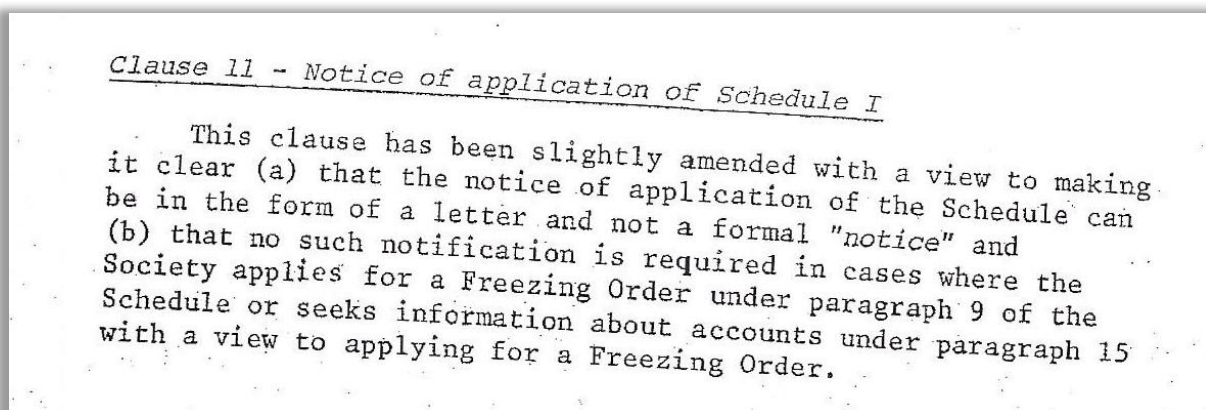 Clause 11 - Notice of application of Schedule I
This clause has been slightly amended with a view to making
it clear (a) that the notice of application of the Schedule can
be in the form of a letter and not a formal "notice" and
(b) that no such notification is required in cases where the
Society applies for a Freezing Order under paragraph 9 of the
Schedule or seeks information about accounts under paragraph 15
with a view to applying for a Freezing Order.